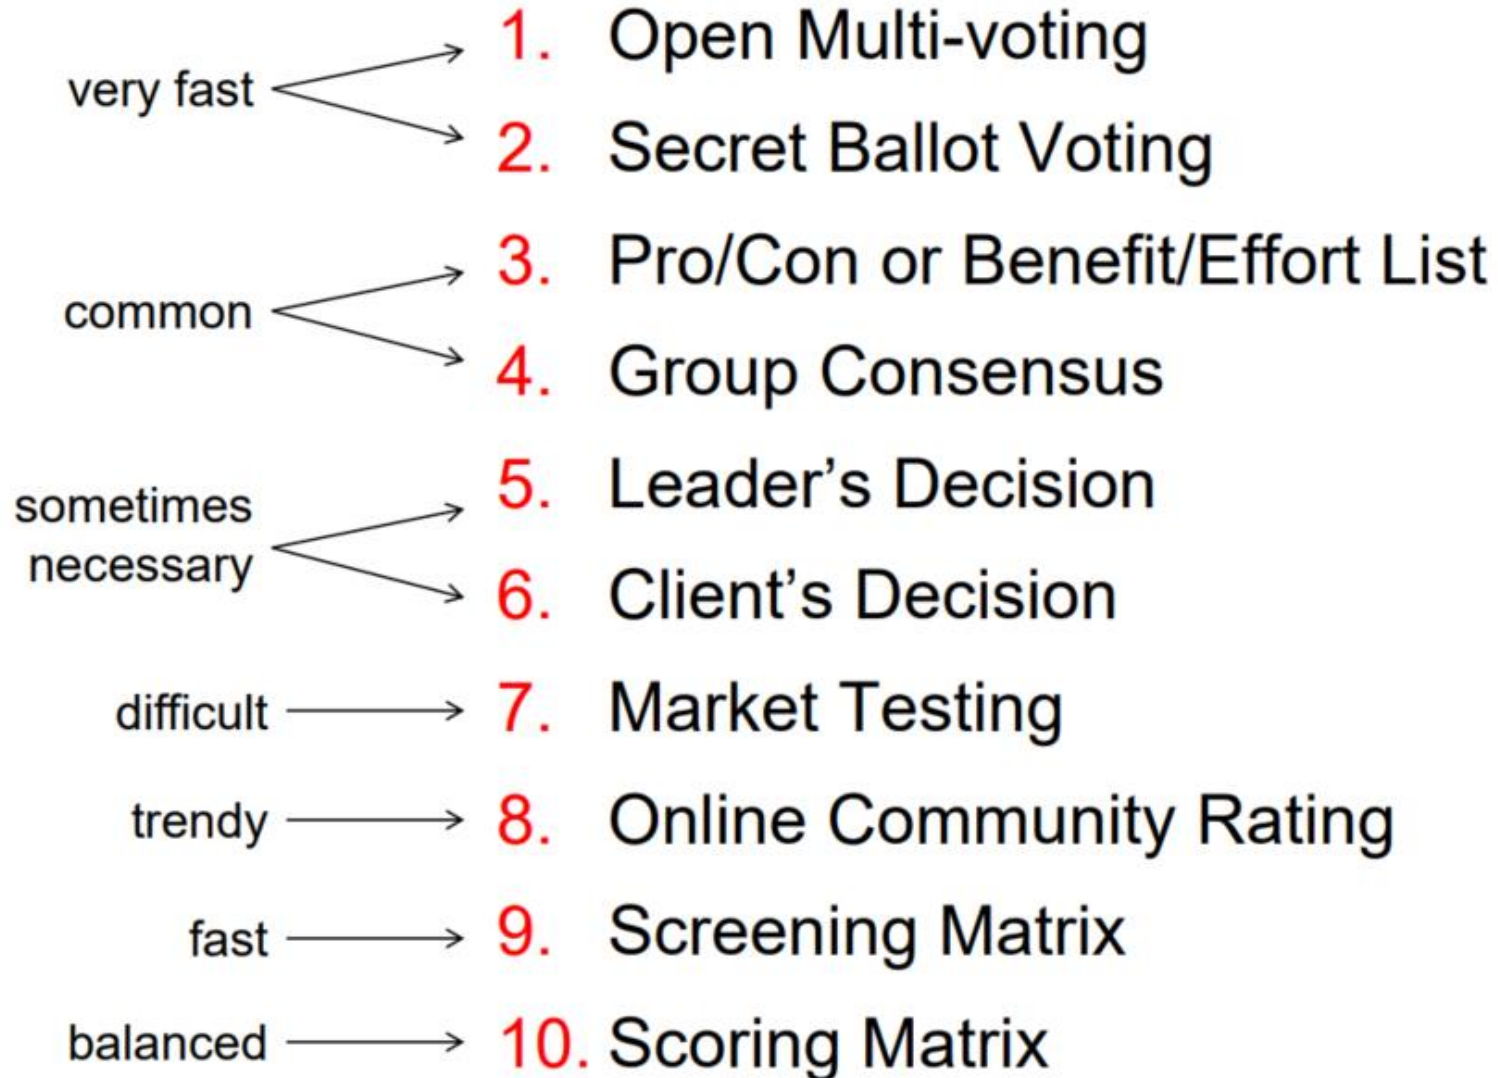 very fast
1. Open Multi-voting
2. Secret Ballot Voting
common
3. Pro/Con or Benefit/Effort List
4. Group Consensus
sometimes
necessary
5. Leader’s Decision
6. Client’s Decision
difficult
7. Market Testing
trendy
8. Online Community Rating
fast
9. Screening Matrix
balanced
10. Scoring Matrix